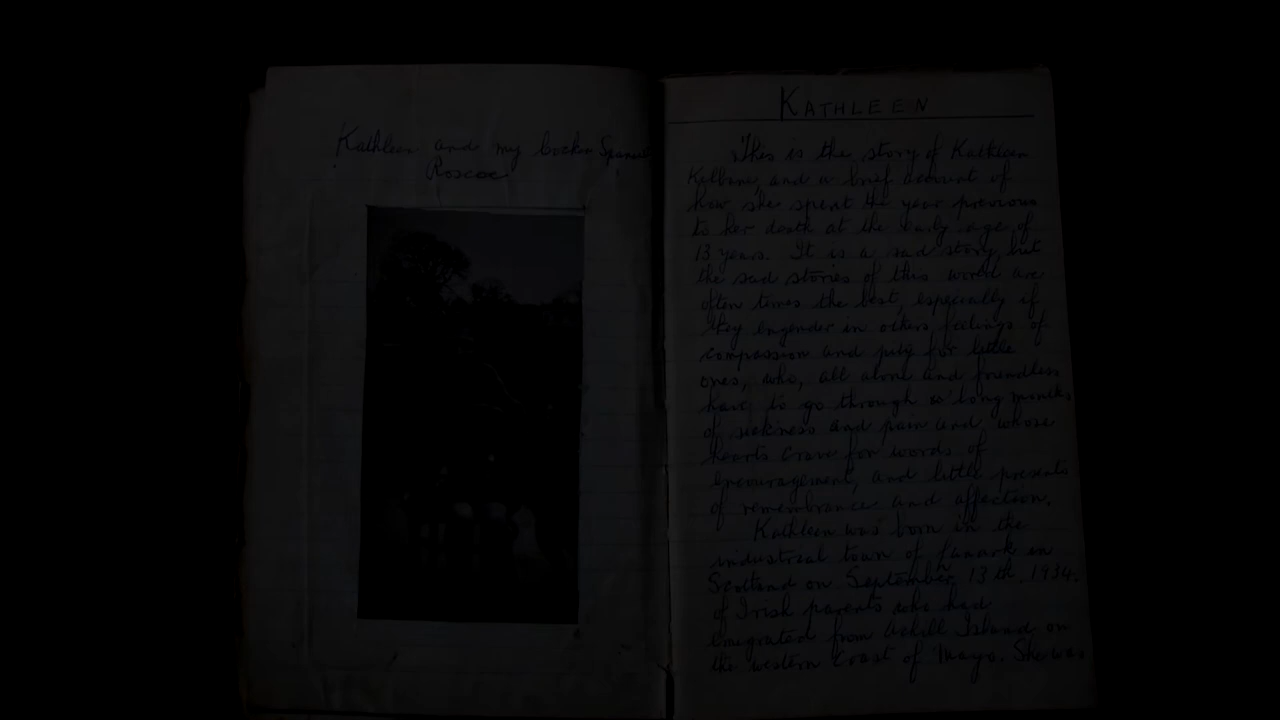 Kathleen and my Cocker Spaniel
Roscoe
KATHLEEN
This is the story of Kathleen
Kilbane, and a brief account of
how she spent the year previous
to her death at the early age of
13 years. It is a sad story, but
the sad stories of this world are
often times the best, especially if
they engender in others feelings of
compassion and pity for little
ones, who, all alone and friendless
have to go through a long months
of sickness and pain and whose
hearts crave for words of
encouragement, and little presents
of remembrance and affection.
Kathleen was born in the
industrial town of Lanark in
Scotland on September 13th, 1934.
of Irish parents who had
emigrated from Achill Island on
the western coast of Mayo. She was